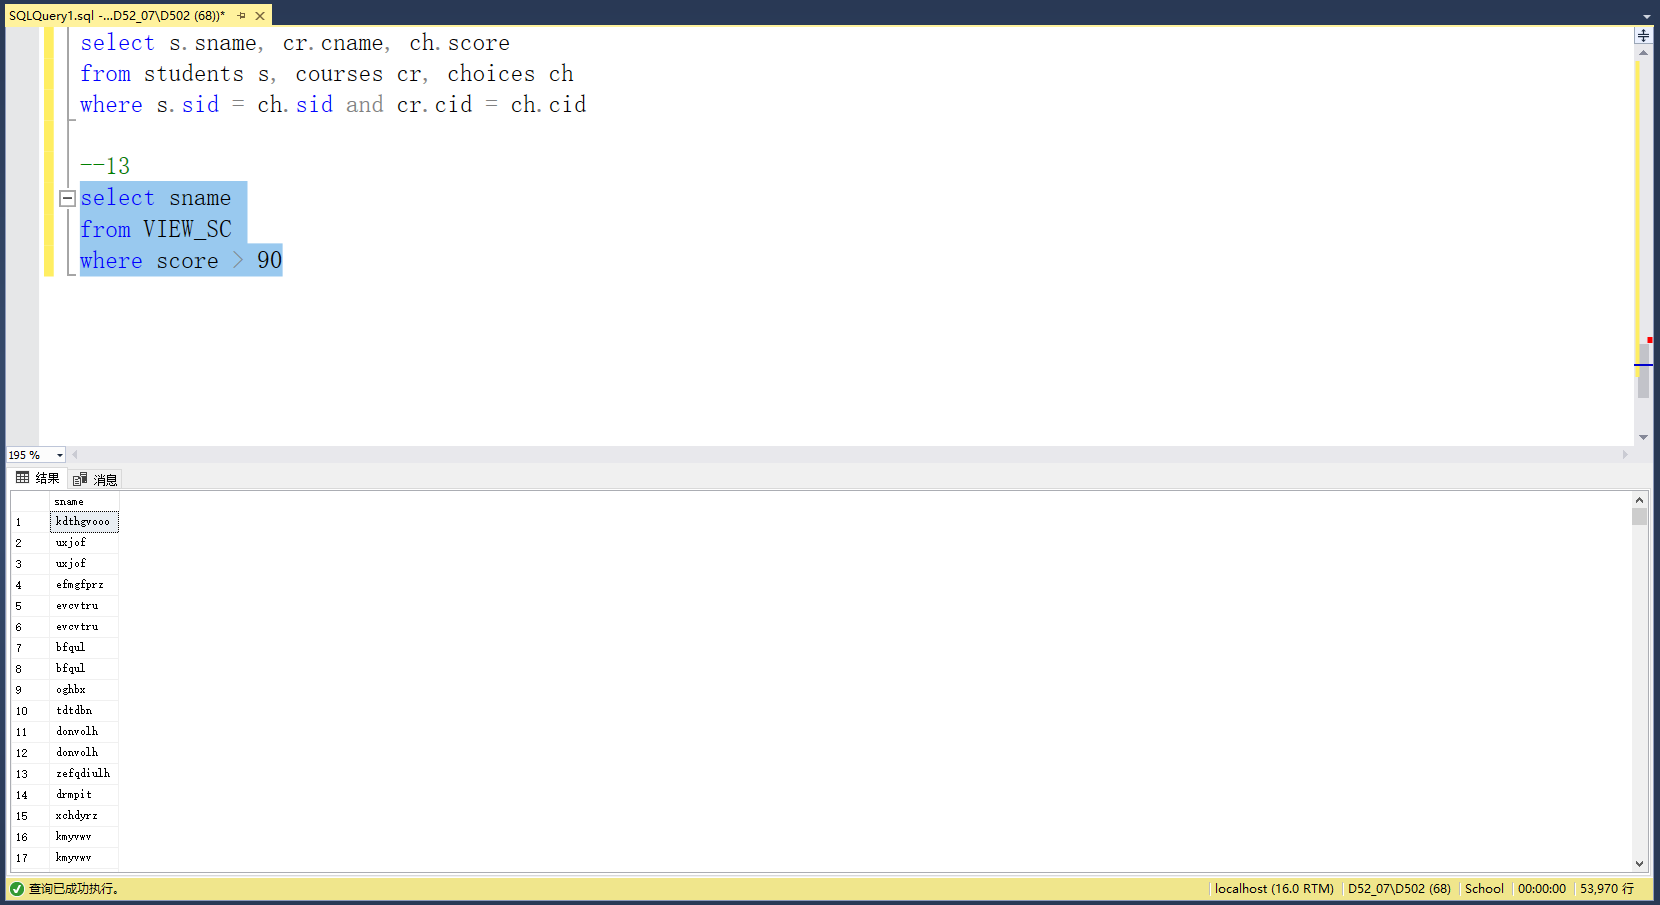 SQLQuery1.sql -...D52_07\D502 (68))*
select s.sname, cr.cname, ch.score
from students s, courses cr, choices ch
where s.sid = ch.sid and cr.cid = ch.cid
--13
select sname
from VIEW_SC
where score > 90
195 %
结果 消息
sname
1 kdthgvooo
2 uxjof
3 uxjof
4 efmgfprz
5 evcvtru
6 evcvtru
7 bfqul
8 bfqul
9 oghbx
10 tdtdbn
11 donvolh
12 donvolh
13 zefqdiulh
14 drmpit
15 xchdyrz
16 kmyvwv
17 kmyvwv
查询已成功执行。 localhost (16.0 RTM) D52_07\D502 (68) School 00:00:00 53,970 行